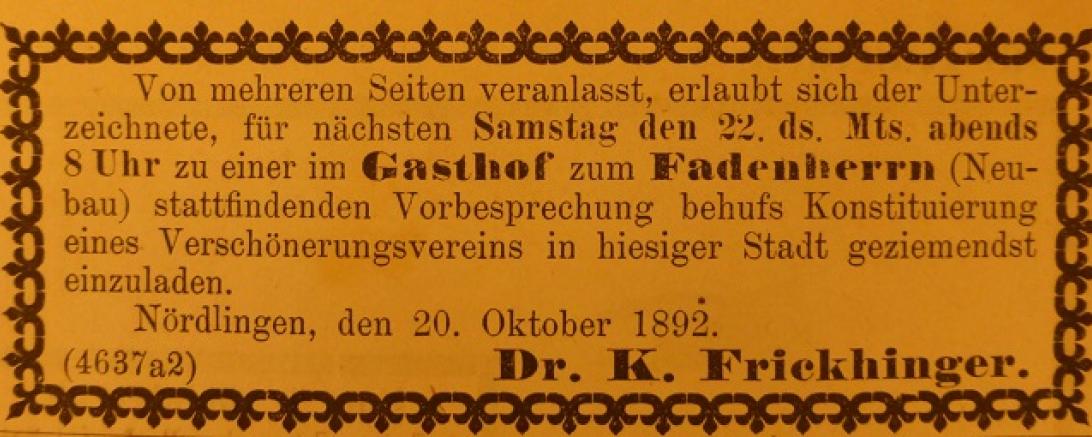 Von mehreren Seiten veranlasst, erlaubt sich der Unter-
zeichnete, für nächsten Samstag den 22. ds. Mts. abends
8 Uhr zu einer im Gasthof zum Fadenherrn (Neu-
bau) stattfindenden Vorbesprechung behufs Konstituierung
eines Verschönerungsvereins in hiesiger Stadt geziemendst
einzuladen.
Nördlingen, den 20. Oktober 1892.
(4637a2) Dr. K. Frickhinger.